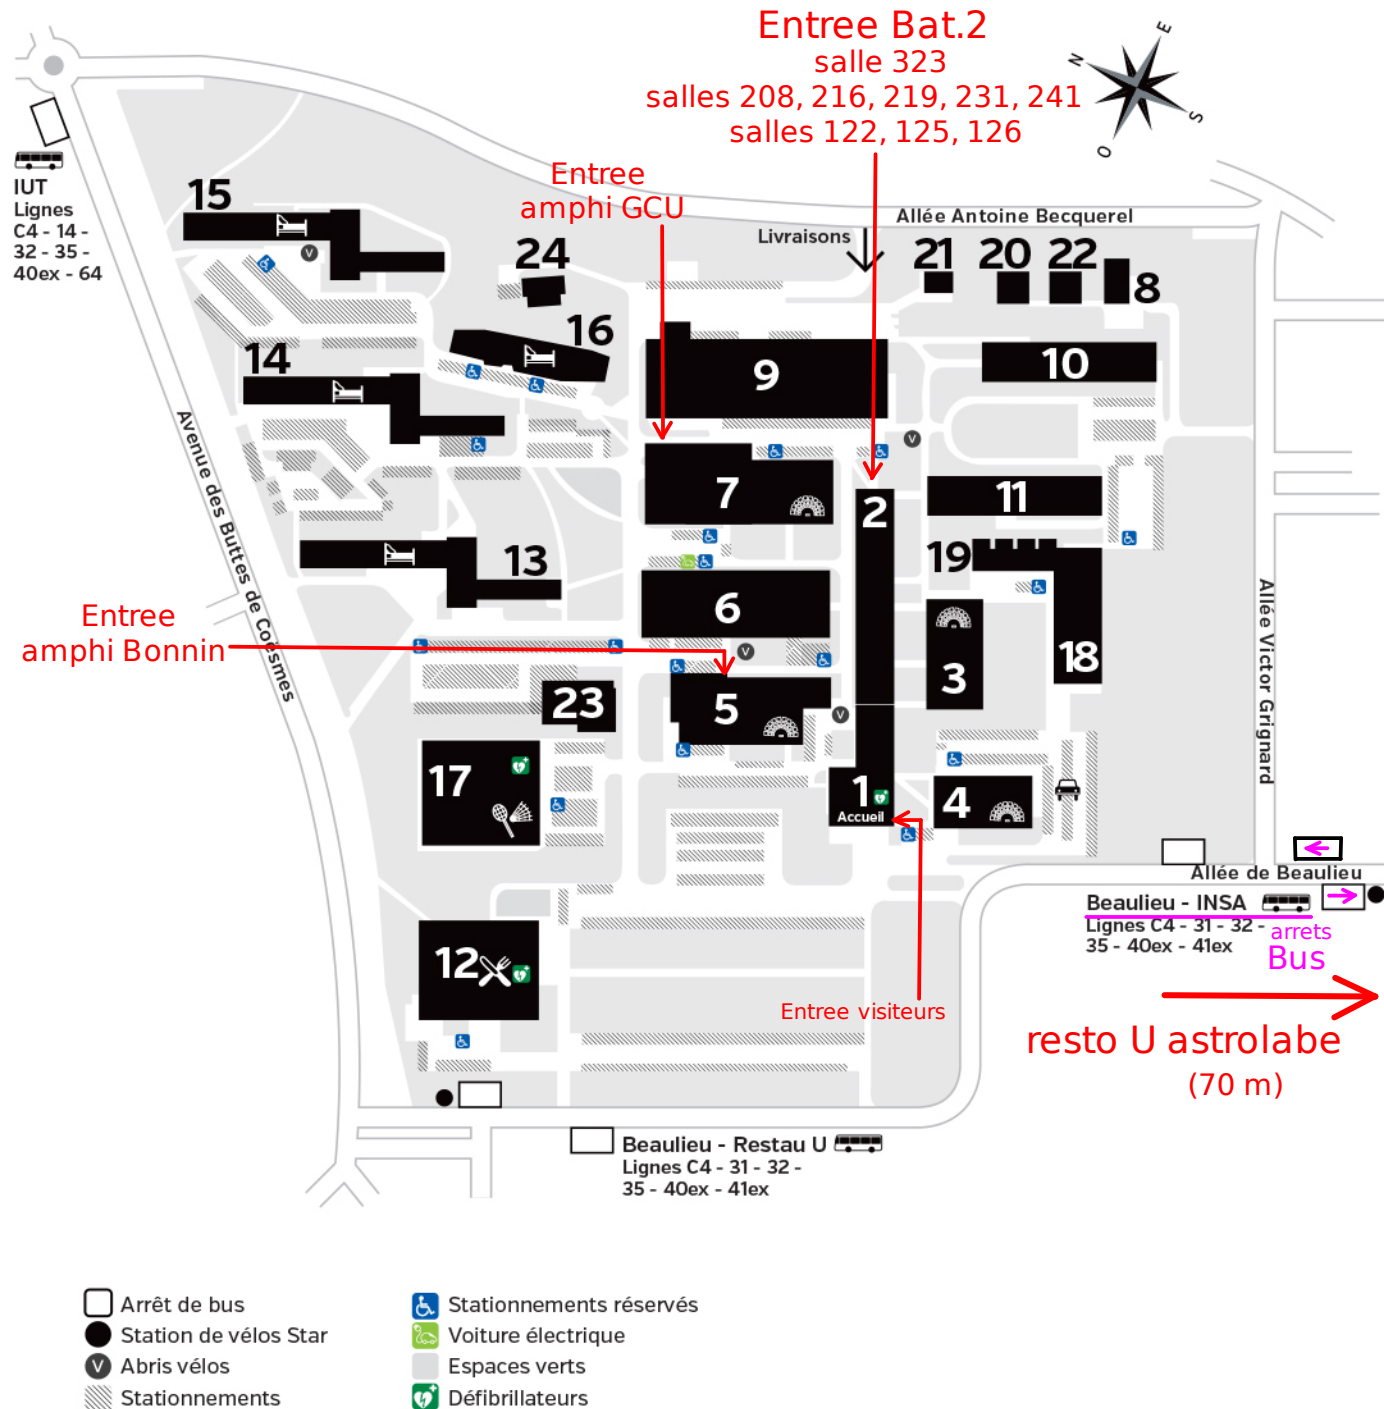 Entree Bat.2
salle 323
salles 208, 216, 219, 231, 241
salles 122, 125, 126
N
E
S
O
Entree
amphi GCU
IUT
Lignes
C4 - 14 -
32 - 35 -
40ex - 64
Livraisons
Allée Antoine Becquerel
15
24
21
20
22
8
16
14
9
10
7
2
11
13
19
6
3
18
Avenue des Buttes de Coësmes
Allée Victor Grignard
Entree
amphi Bonnin
V
V
V
V
23
5
17
1
Accueil
4
12
Allée de Beaulieu
Beaulieu - INSA
Lignes C4 - 31 - 32 -
35 - 40ex - 41ex
arrets
Bus
Entree visiteurs
resto U astrolabe
(70 m)
Beaulieu - Restau U
Lignes C4 - 31 - 32 -
35 - 40ex - 41ex
Arrêt de bus
Station de vélos Star
V Abris vélos
Stationnements
Stationnements réservés
Voiture électrique
Espaces verts
Défibrillateurs